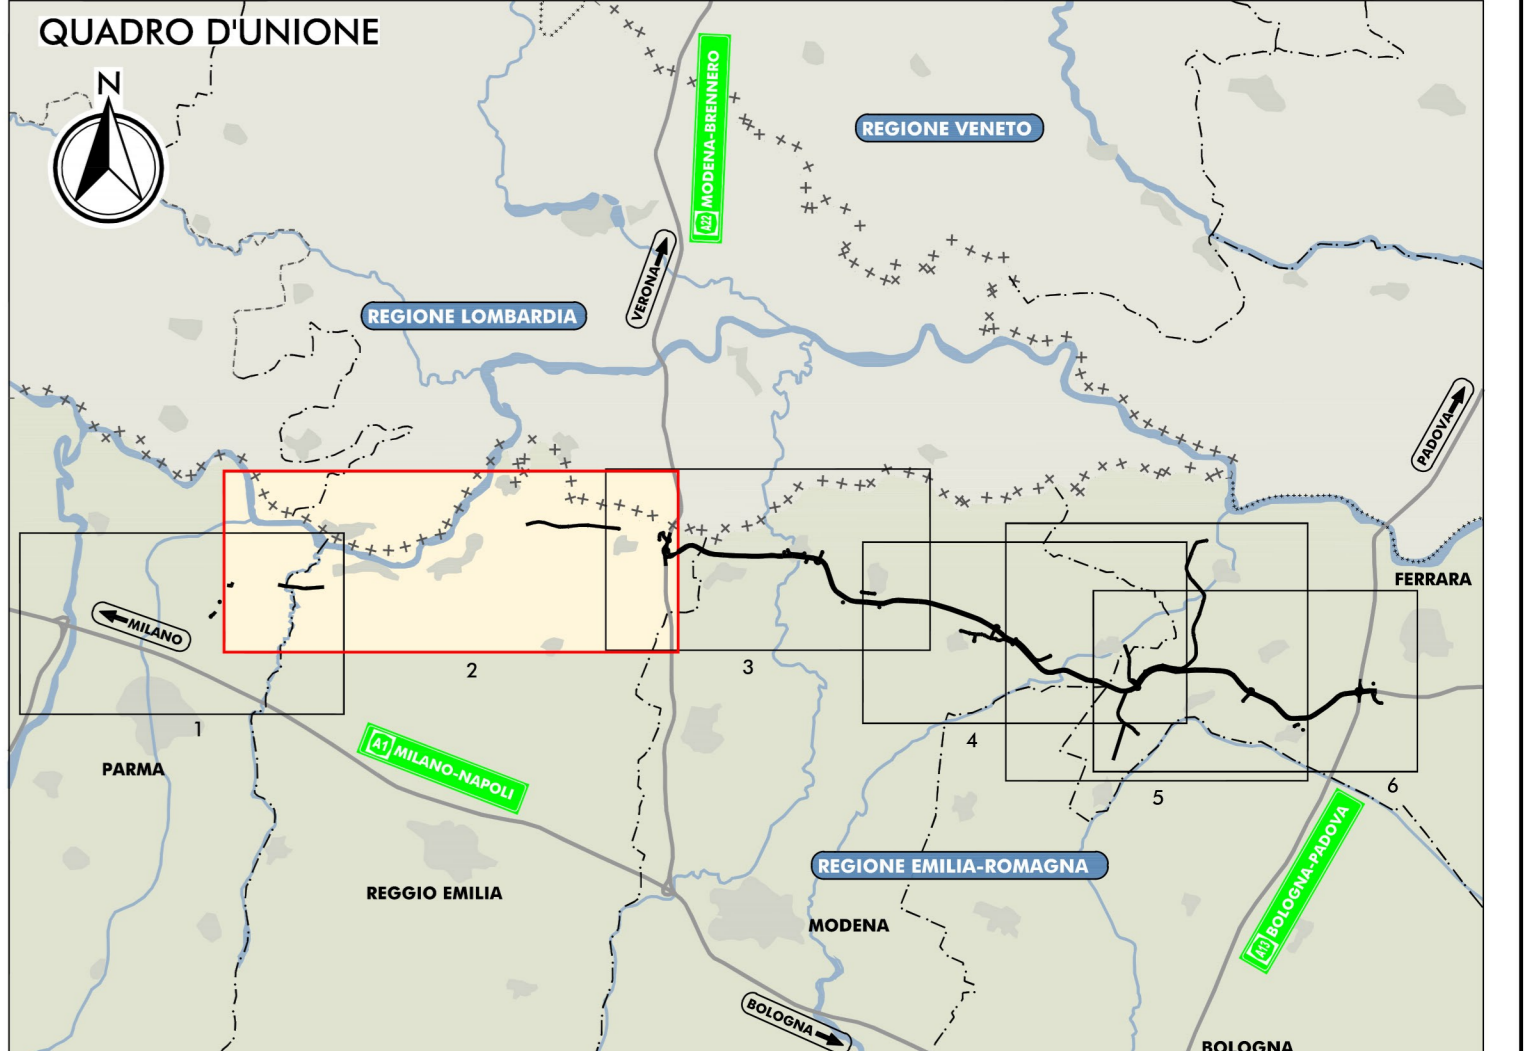 QUADRO D'UNIONE
N
A22 MODENA-BRENNERO
REGIONE VENETO
VERONA
REGIONE LOMBARDIA
PADOVA
FERRARA
MILANO
2
3
1
4
5
6
PARMA
A1 MILANO-NAPOLI
A13 BOLOGNA-PADOVA
REGIONE EMILIA-ROMAGNA
REGGIO EMILIA
MODENA
BOLOGNA
BOLOGNA